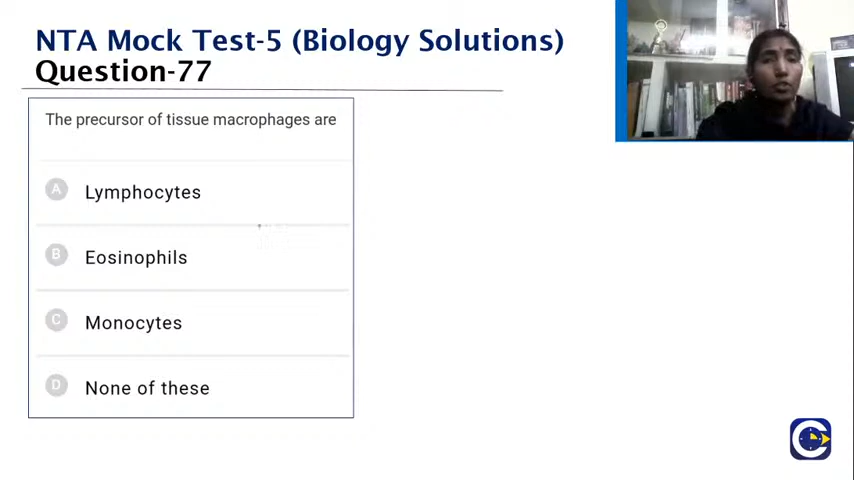 NTA Mock Test-5 (Biology Solutions)
Question-77
The precursor of tissue macrophages are
A Lymphocytes
B Eosinophils
C Monocytes
D None of these